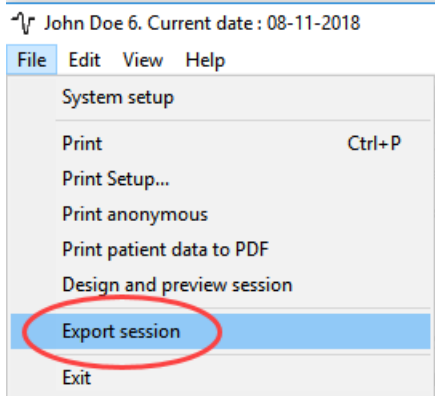 John Doe 6. Current date : 08-11-2018
File Edit View Help
System setup
Print Ctrl+P
Print Setup...
Print anonymous
Print patient data to PDF
Design and preview session
Export session
Exit